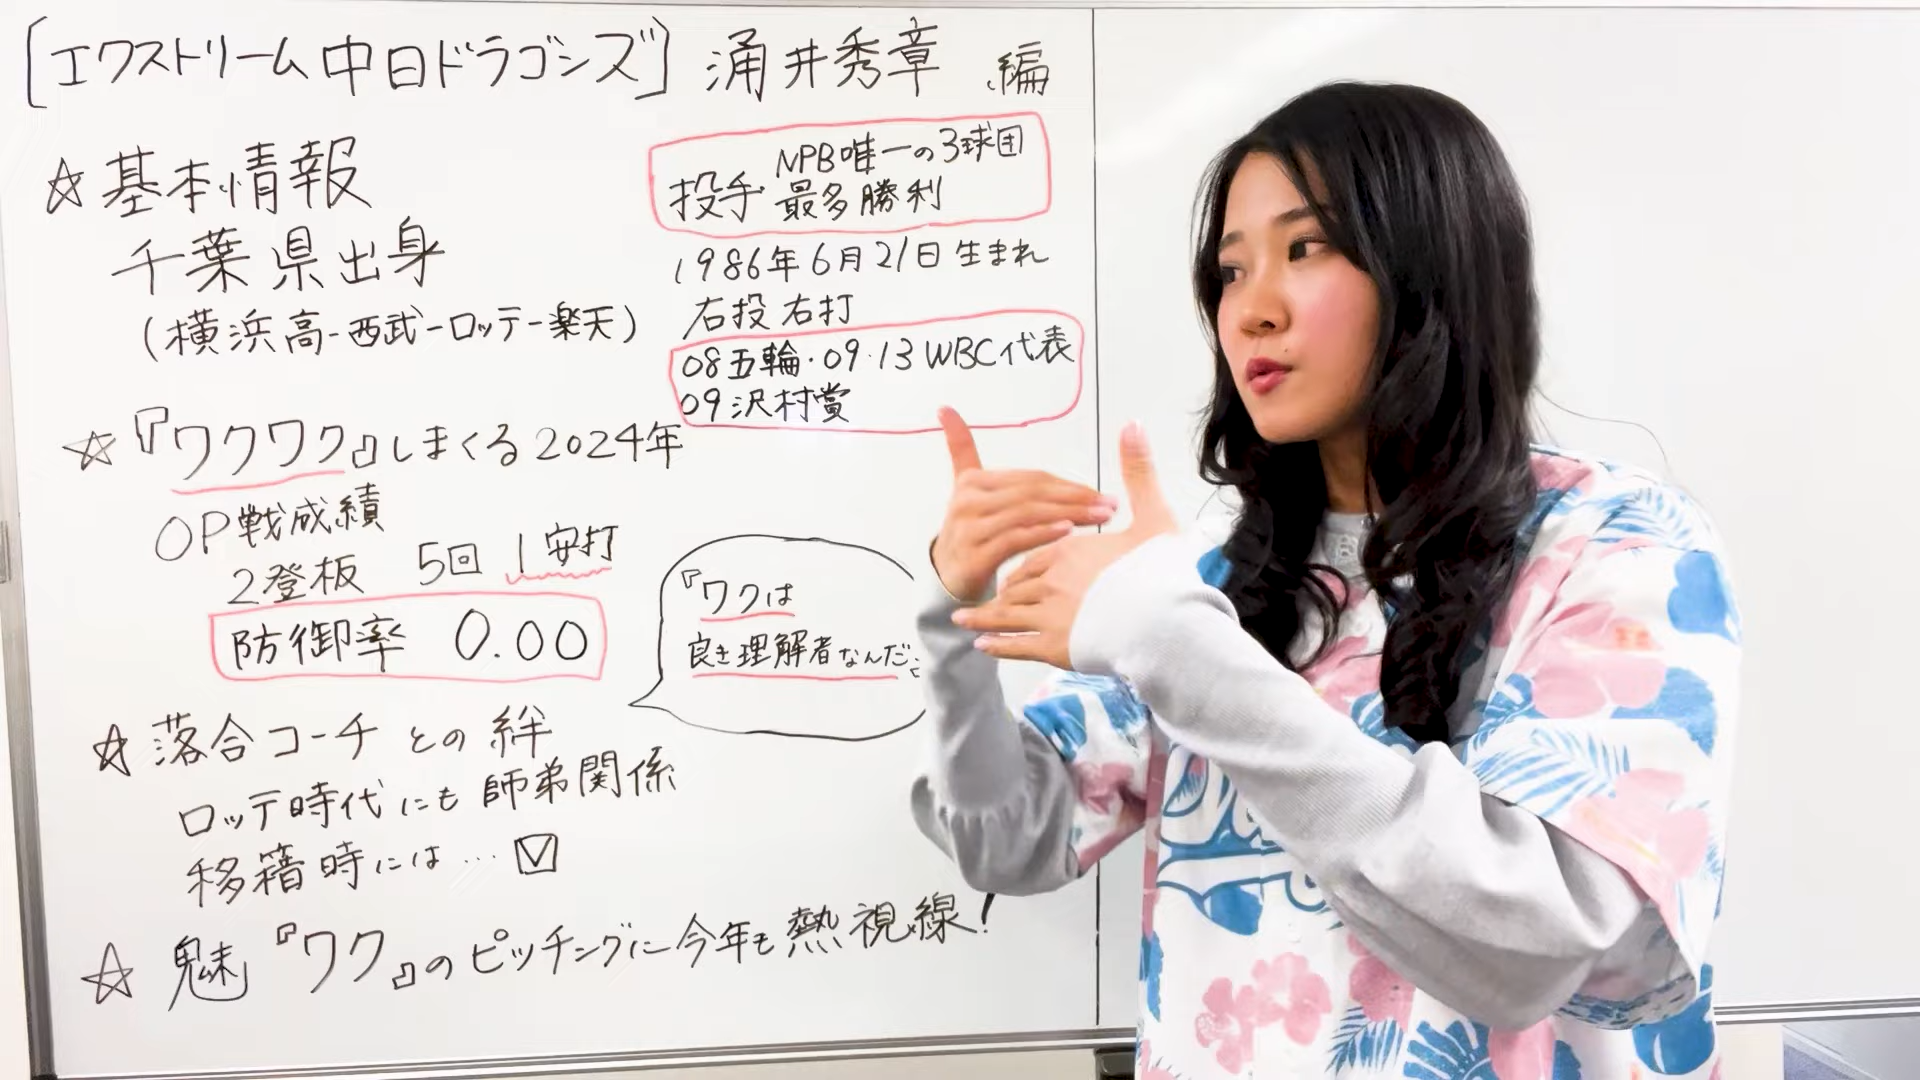 [エクストリーム中日ドラゴンズ] 涌井秀章 編
☆基本情報
千葉県出身
(横浜高-西武-ロッテ-楽天)
投手 NPB唯一の3球団
最多勝利
1986年6月21日生まれ
右投右打
08五輪・09・13 WBC代表
09沢村賞
☆『ワクワク』しまくる2024年
OP戦成績
2登板 5回 1安打
防御率 0.00
『ワクは
良き理解者なんだ
☆落合コーチとの絆
ロッテ時代にも師弟関係
移籍時には…☑
☆魅『ワク』のピッチングに今年も熱視線!